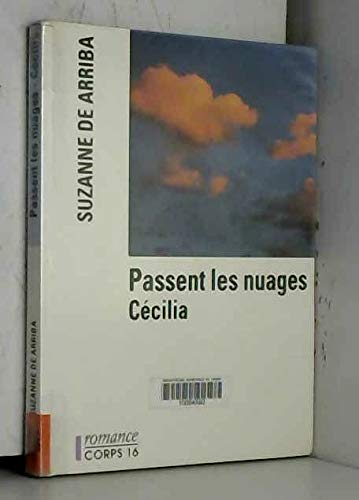 SUZANNE DE ARRIBA
Passent les nuages
Cécilia
romance
CORPS 16
Passent les nuages - Cécilia
SUZANNE DE ARRIBA